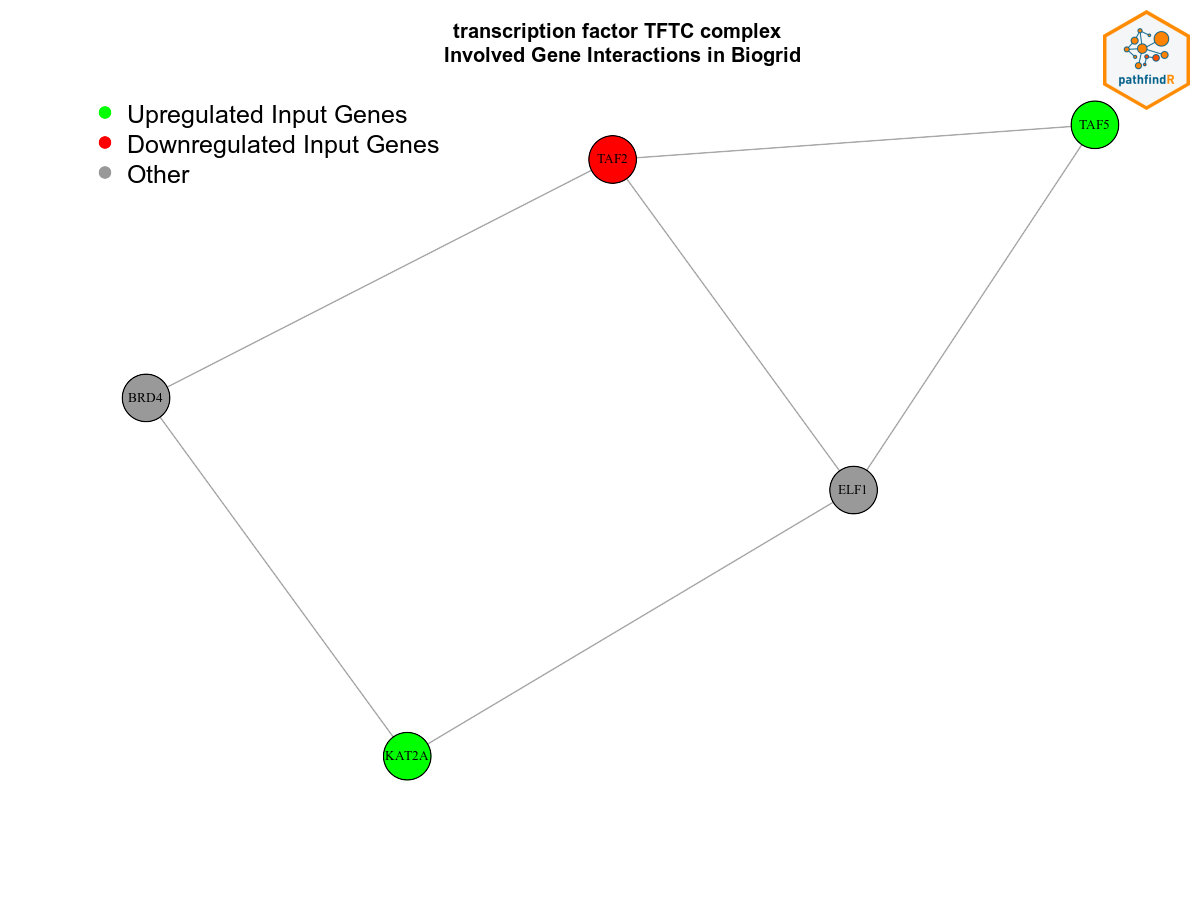 transcription factor TFTC complex
Involved Gene Interactions in Biogrid
pathfindR
Upregulated Input Genes
Downregulated Input Genes
Other
TAF5
TAF2
BRD4
ELF1
KAT2A